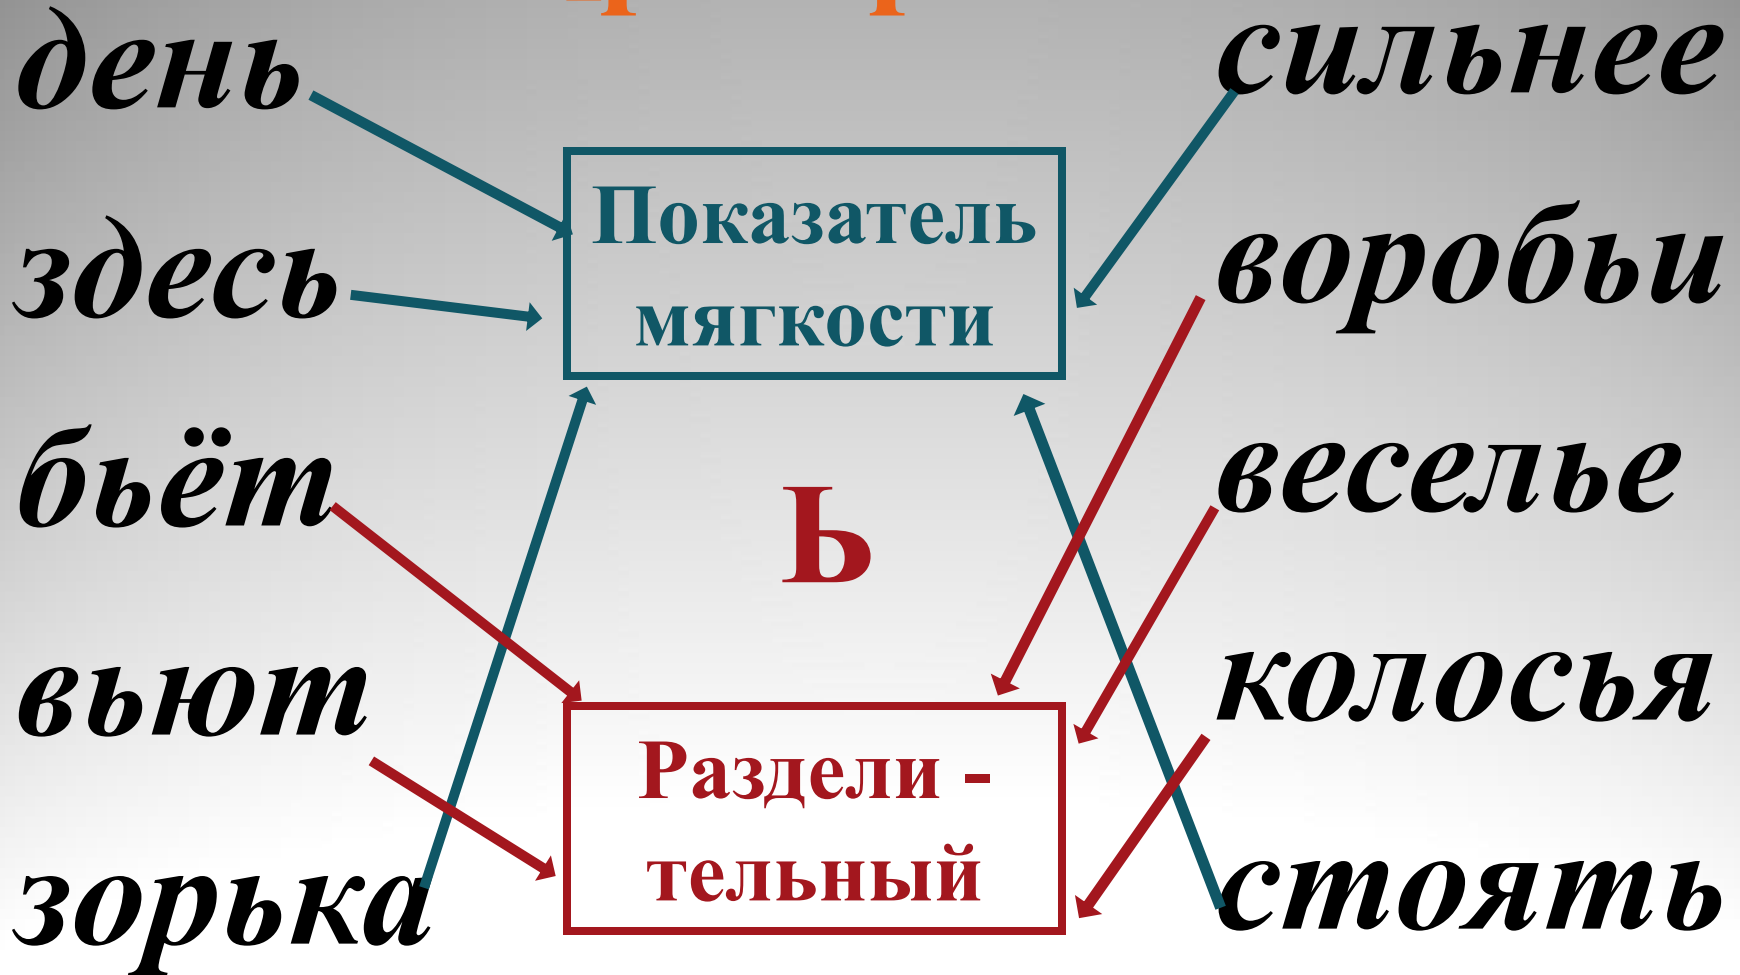 день
здесь
бьёт
вьют
зорька
Показатель
мягкости
Ь
Раздели -
тельный
сильнее
воробьи
веселье
колосья
стоять